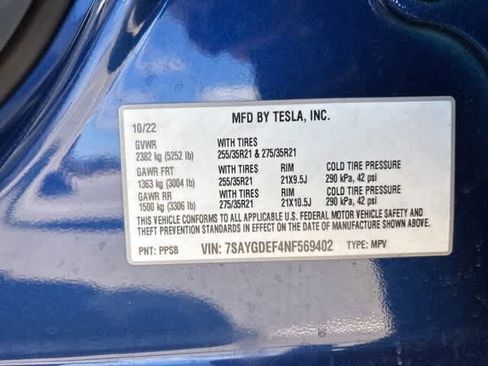 MFD BY TESLA, INC.
10/22
GVWR WITH TIRES
2382 kg (5252 lb) 255/35R21 & 275/35R21
GAWR FRT WITH TIRES RIM COLD TIRE PRESSURE
1363 kg (3004 lb) 255/35R21 21X9.5J 290 kPa, 42 psi
GAWR RR WITH TIRES RIM COLD TIRE PRESSURE
1500 kg (3306 lb) 275/35R21 21X10.5J 290 kPa, 42 psi
THIS VEHICLE CONFORMS TO ALL APPLICABLE U.S. FEDERAL MOTOR VEHICLE SAFETY AND
THEFT PREVENTION STANDARDS IN EFFECT ON THE DATE OF MANUFACTURE SHOWN ABOVE.
PNT: PPSB VIN: 7SAYGDEF4NF569402 TYPE: MPV